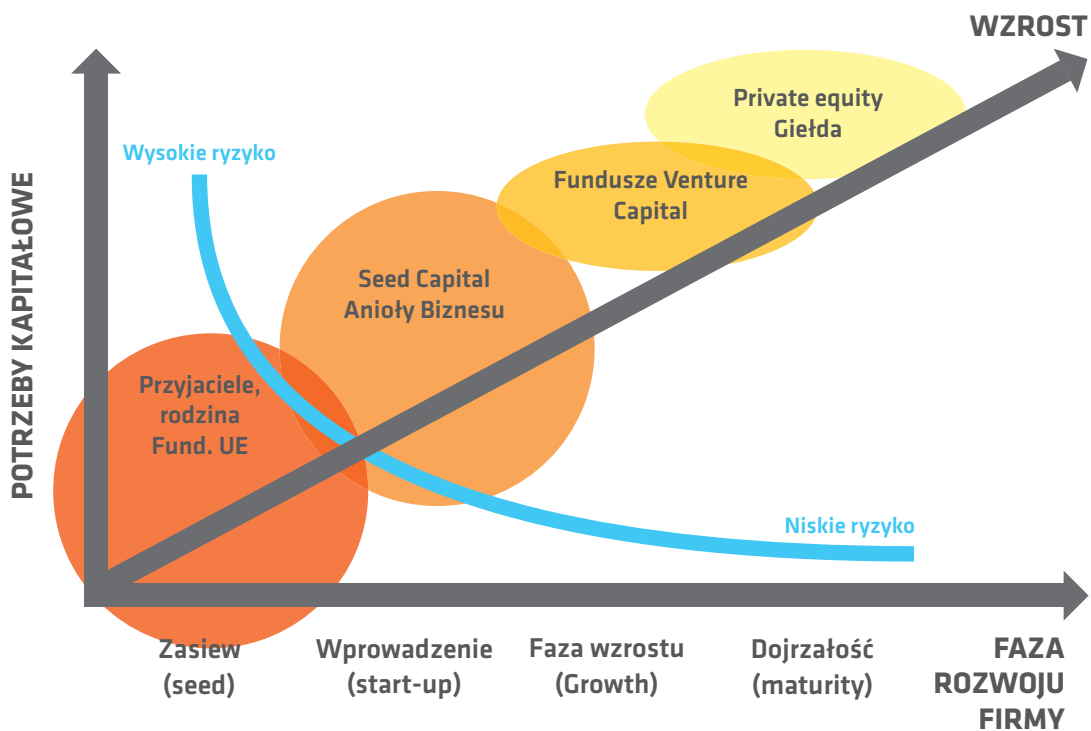 WZROST
Private equity
Giełda
Wysokie ryzyko
Fundusze Venture
Capital
POTRZEBY KAPITAŁOWE
Seed Capital
Anioły Biznesu
Przyjaciele,
rodzina
Fund. UE
Niskie ryzyko
Zasiew
(seed)
Wprowadzenie
(start-up)
Faza wzrostu
(Growth)
Dojrzałość
(maturity)
FAZA
ROZWOJU
FIRMY